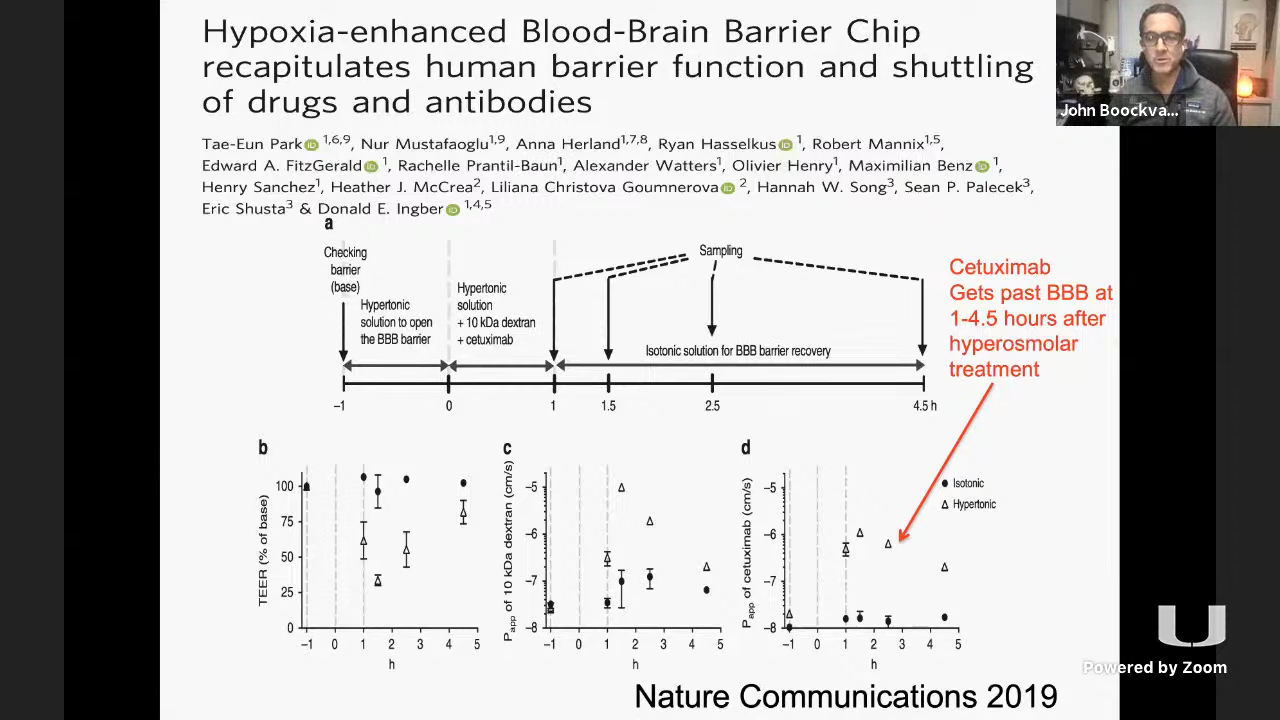 Hypoxia-enhanced Blood-Brain Barrier Chip
recapitulates human barrier function and shuttling
of drugs and antibodies
John Boockva...
Tae-Eun Park 1,6,9, Nur Mustafaoglu1,9, Anna Herland1,7,8, Ryan Hasselkus 1, Robert Mannix1,5,
Edward A. FitzGerald 1, Rachelle Prantil-Baun1, Alexander Watters1, Olivier Henry1, Maximilian Benz 1,
Henry Sanchez1, Heather J. McCrea2, Liliana Christova Goumnerova 2, Hannah W. Song3, Sean P. Palecek3,
Eric Shusta3 & Donald E. Ingber 1,4,5
a
Checking
barrier
(base)
Hypertonic
solution to open
the BBB barrier
Hypertonic
solution
+ 10 kDa dextran
+ cetuximab
Sampling
Isotonic solution for BBB barrier recovery
−1 0 1 1.5 2.5 4.5 h
Cetuximab
Gets past BBB at
1-4.5 hours after
hyperosmolar
treatment
b
TEER (% of base)
100
75
50
25
0
−1 0 1 2 3 4 5
h
c
Papp of 10 kDa dextran (cm/s)
−5
−6
−7
−8
−1 0 1 2 3 4 5
h
d
Papp of cetuximab (cm/s)
−5
−6
−7
−8
−1 0 1 2 3 4 5
h
Isotonic
Hypertonic
U
Powered by Zoom
Nature Communications 2019